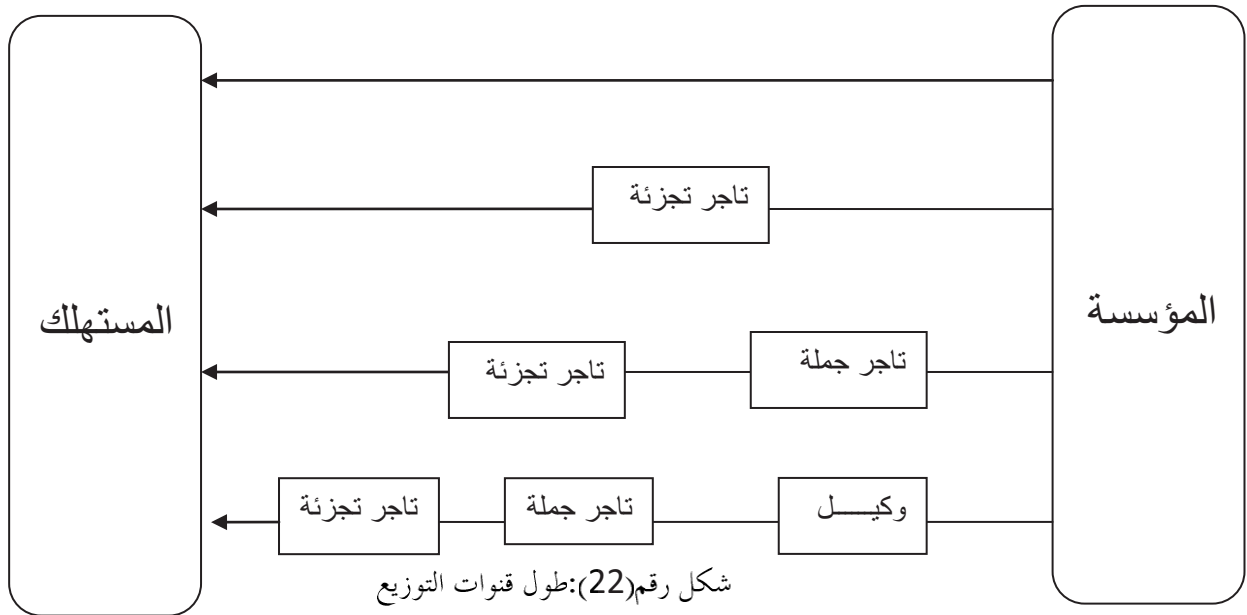 تاجر تجزئة
المؤسسة
المستهلك
تاجر جملة
تاجر تجزئة
وكيـــــل
تاجر جملة
تاجر تجزئة
شكل رقم(22):طول قنوات التوزيع